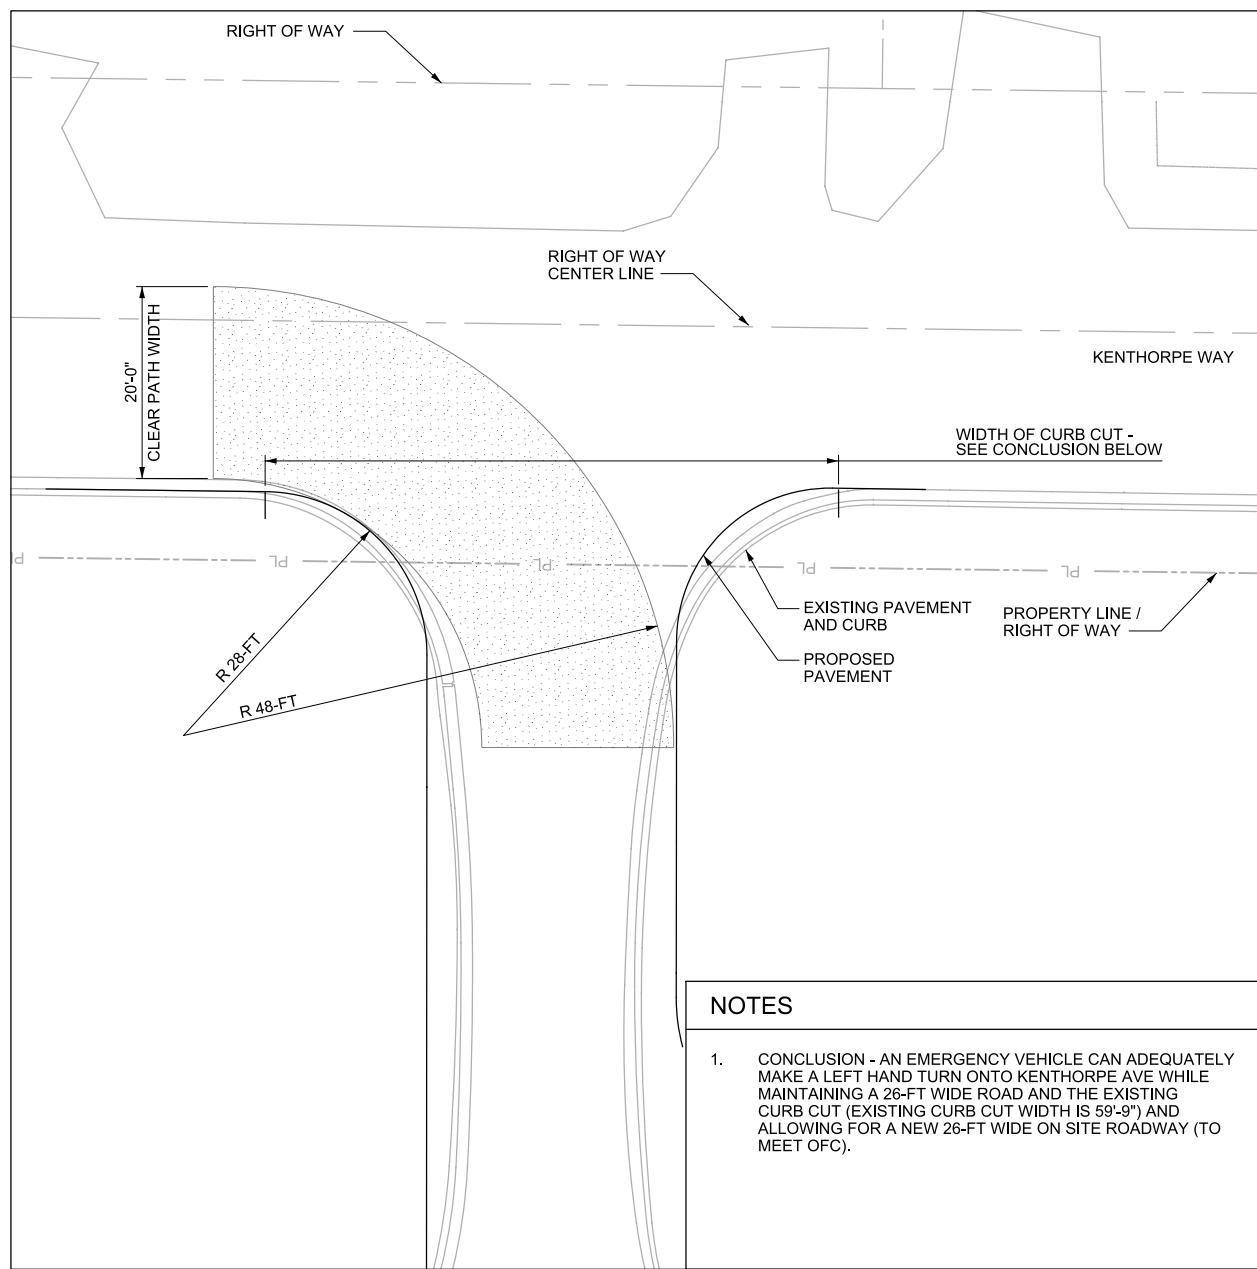 RIGHT OF WAY
RIGHT OF WAY
CENTER LINE
KENTHORPE WAY
20'-0"
CLEAR PATH WIDTH
WIDTH OF CURB CUT -
SEE CONCLUSION BELOW
PL
PL
PL
PL
PL
EXISTING PAVEMENT
AND CURB
PROPERTY LINE /
RIGHT OF WAY
PROPOSED
PAVEMENT
R 28-FT
R 48-FT
NOTES
1. CONCLUSION - AN EMERGENCY VEHICLE CAN ADEQUATELY
MAKE A LEFT HAND TURN ONTO KENTHORPE AVE WHILE
MAINTAINING A 26-FT WIDE ROAD AND THE EXISTING
CURB CUT (EXISTING CURB CUT WIDTH IS 59'-9") AND
ALLOWING FOR A NEW 26-FT WIDE ON SITE ROADWAY (TO
MEET OFC).